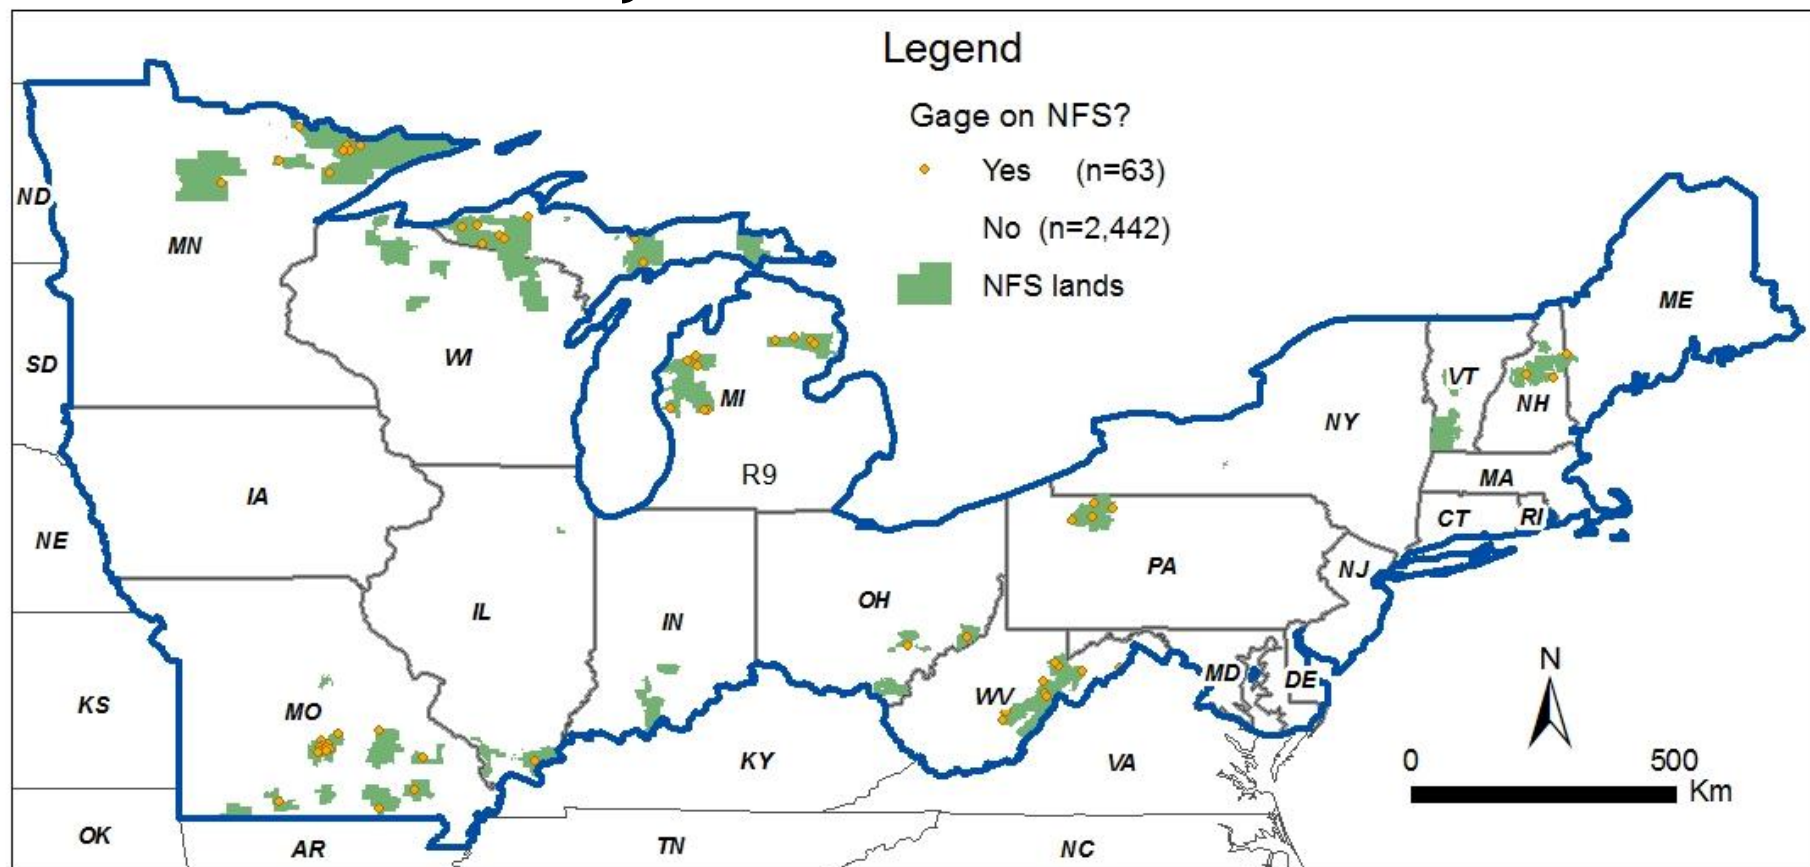 Legend
Gage on NFS?
Yes (n=63)
No (n=2,442)
NFS lands
ND
MN
ME
SD
WI
MI
VT
NH
NY
R9
MA
IA
CT
RI
NE
PA
NJ
IL
IN
OH
MD
DE
N
KS
MO
WV
KY
VA
0
500
Km
OK
AR
TN
NC